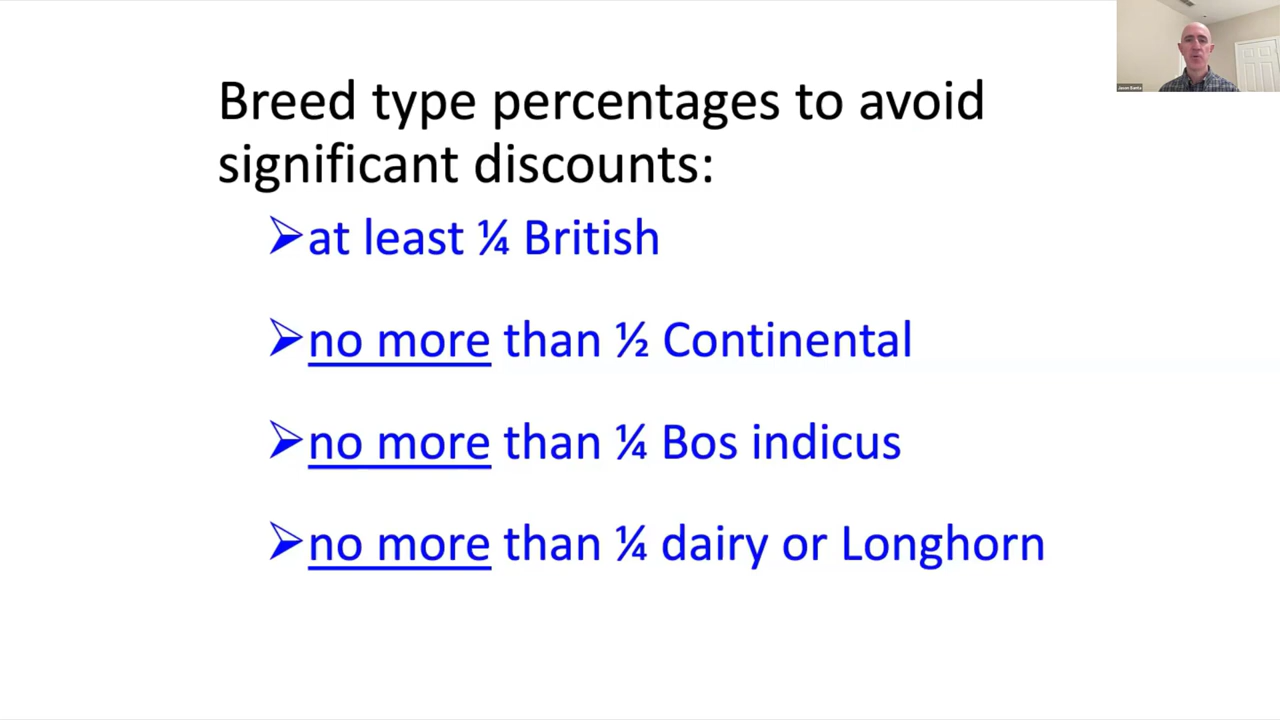 Breed type percentages to avoid
significant discounts:
➢at least ¼ British
➢no more than ½ Continental
➢no more than ¼ Bos indicus
➢no more than ¼ dairy or Longhorn